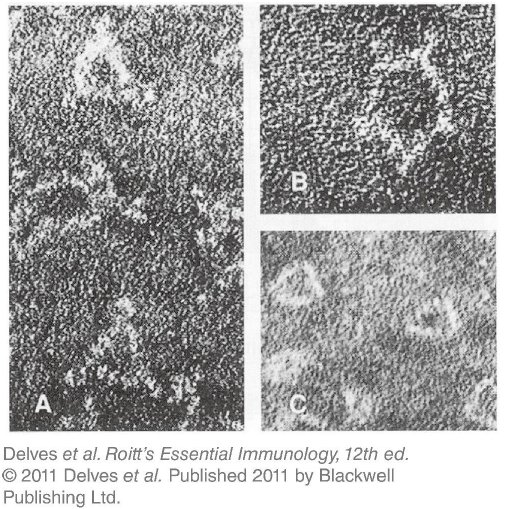 B
A
C
Delves et al. Roitt's Essential Immunology, 12th ed.
© 2011 Delves et al. Published 2011 by Blackwell
Publishing Ltd.